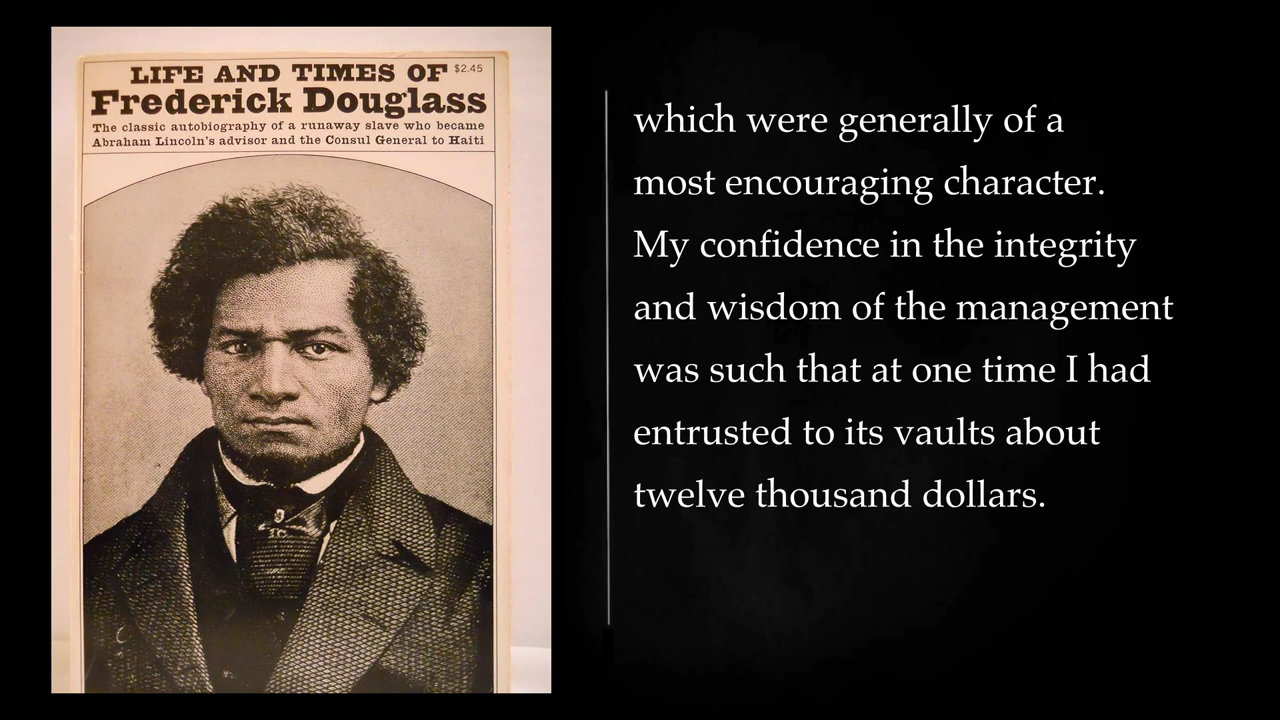 LIFE AND TIMES OF $2.45
Frederick Douglass
The classic autobiography of a runaway slave who became
Abraham Lincoln's advisor and the Consul General to Haiti
which were generally of a
most encouraging character.
My confidence in the integrity
and wisdom of the management
was such that at one time I had
entrusted to its vaults about
twelve thousand dollars.